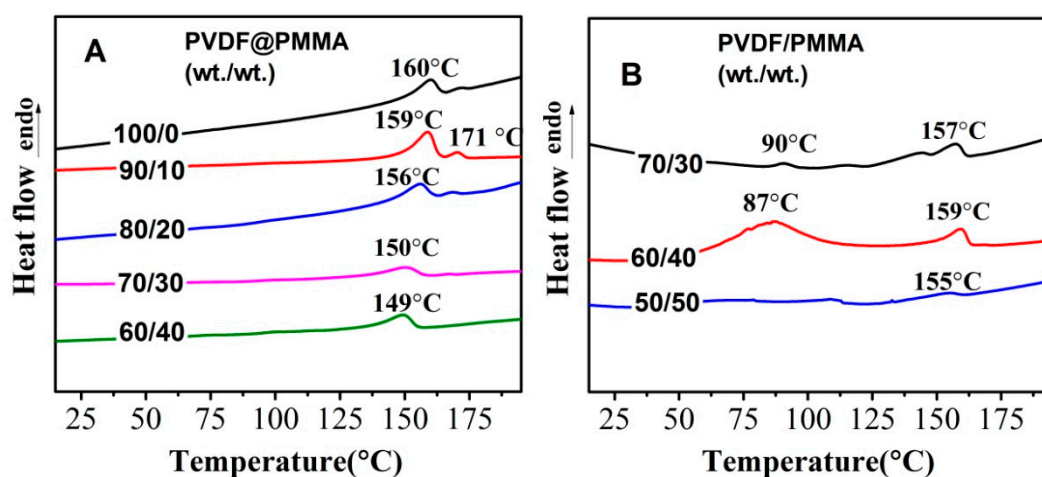 A
PVDF@PMMA
(wt./wt.)
160°C
100/0
159°C
171 °C
90/10
156°C
80/20
150°C
70/30
149°C
60/40
Heat flow endo
25 50 75 100 125 150 175
Temperature(°C)
B
PVDF/PMMA
(wt./wt.)
90°C
157°C
70/30
87°C
159°C
60/40
155°C
50/50
Heat flow endo
25 50 75 100 125 150 175
Temperature(°C)